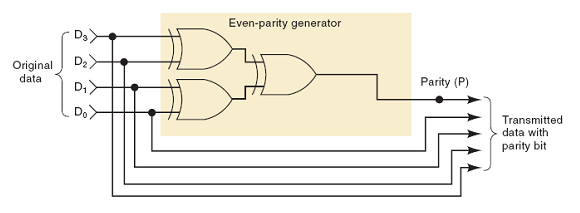 Even-parity generator
D₃
D₂
Original
data
D₁
D₀
Parity (P)
Transmitted
data with
parity bit